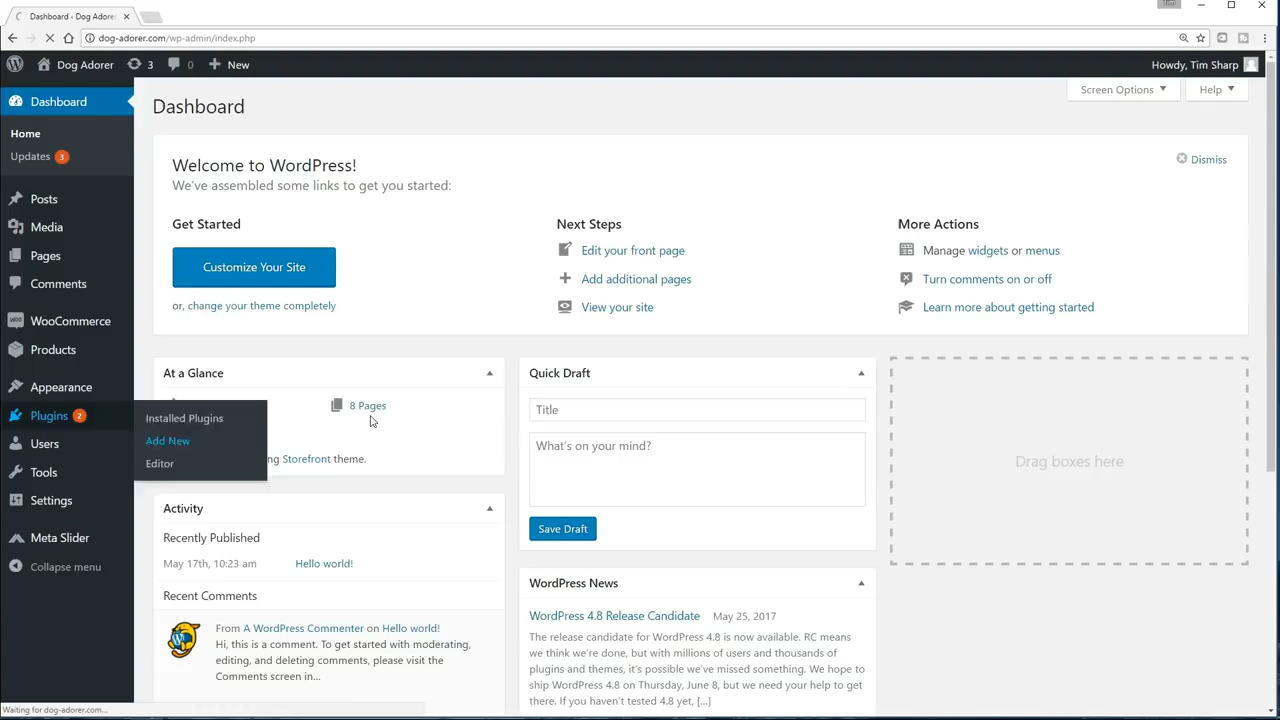 Dashboard ‹ Dog Adorer
dog-adorer.com/wp-admin/index.php
Dog Adorer 3 0 New
Howdy, Tim Sharp
Dashboard
Home
Updates 3
Posts
Media
Pages
Comments
WooCommerce
Products
Appearance
Plugins 2
Users
Tools
Settings
Meta Slider
Collapse menu
Installed Plugins
Add New
Editor
Screen Options
Help
Dashboard
Welcome to WordPress!
We've assembled some links to get you started:
Dismiss
Get Started
Customize Your Site
or, change your theme completely
Next Steps
Edit your front page
Add additional pages
View your site
More Actions
Manage widgets or menus
Turn comments on or off
Learn more about getting started
At a Glance
8 Pages
ng Storefront theme.
Activity
Recently Published
May 17th, 10:23 am Hello world!
Recent Comments
From A WordPress Commenter on Hello world!
Hi, this is a comment. To get started with moderating,
editing, and deleting comments, please visit the
Comments screen in...
Quick Draft
Title
What's on your mind?
Save Draft
WordPress News
WordPress 4.8 Release Candidate May 25, 2017
The release candidate for WordPress 4.8 is now available. RC means
we think we're done, but with millions of users and thousands of
plugins and themes, it's possible we've missed something. We hope to
ship WordPress 4.8 on Thursday, June 8, but we need your help to get
there. If you haven't tested 4.8 yet, [...]
Drag boxes here
Waiting for dog-adorer.com...